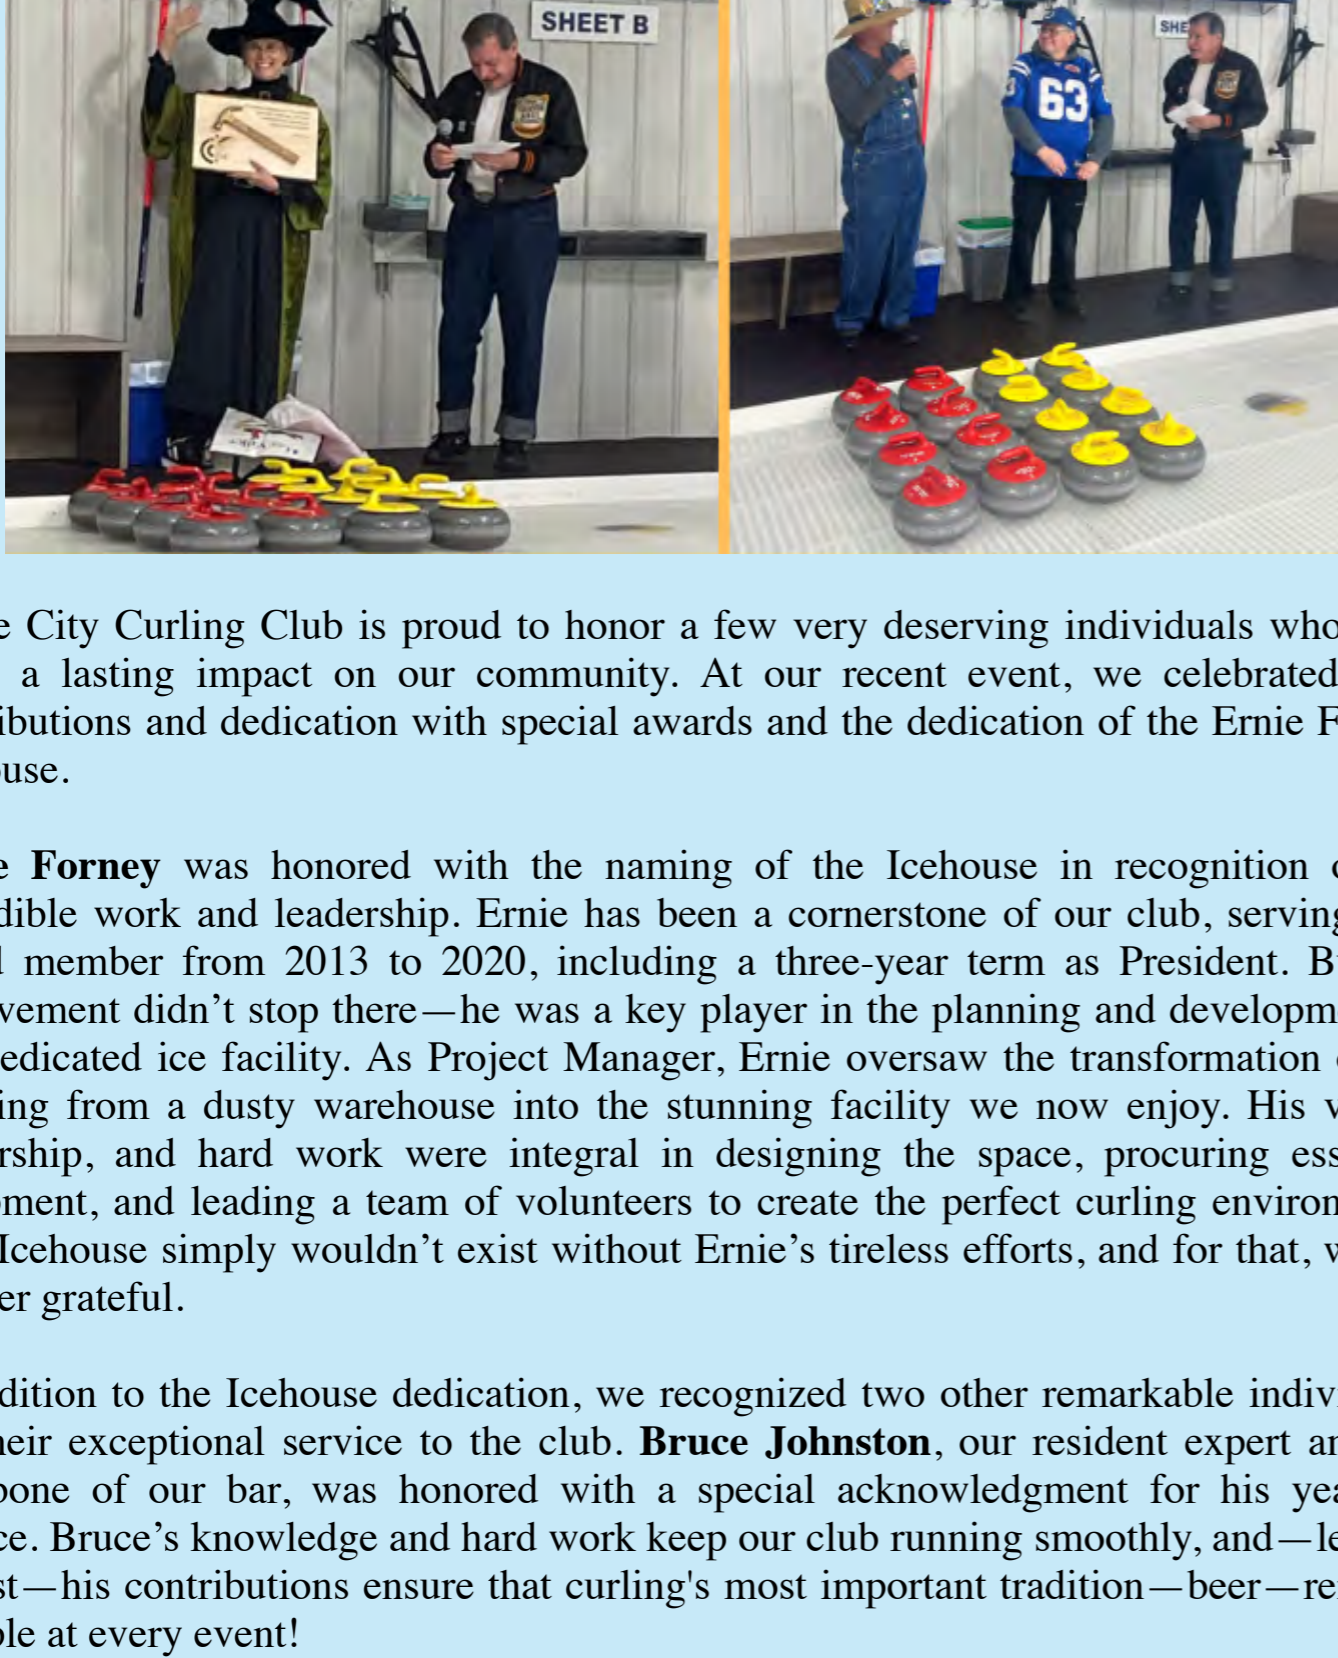 SHEET B
SHE
63
e City Curling Club is proud to honor a few very deserving individuals who
a lasting impact on our community. At our recent event, we celebrated
ibutions and dedication with special awards and the dedication of the Ernie F
ouse.
e Forney was honored with the naming of the Icehouse in recognition o
dible work and leadership. Ernie has been a cornerstone of our club, serving
l member from 2013 to 2020, including a three-year term as President. Bu
vement didn’t stop there—he was a key player in the planning and developme
edicated ice facility. As Project Manager, Ernie oversaw the transformation o
ing from a dusty warehouse into the stunning facility we now enjoy. His v
rship, and hard work were integral in designing the space, procuring ess
pment, and leading a team of volunteers to create the perfect curling environ
Icehouse simply wouldn’t exist without Ernie’s tireless efforts, and for that, w
er grateful.
dition to the Icehouse dedication, we recognized two other remarkable indivi
heir exceptional service to the club. Bruce Johnston, our resident expert an
bone of our bar, was honored with a special acknowledgment for his yea
ce. Bruce’s knowledge and hard work keep our club running smoothly, and—le
st—his contributions ensure that curling's most important tradition—beer—re
ble at every event!